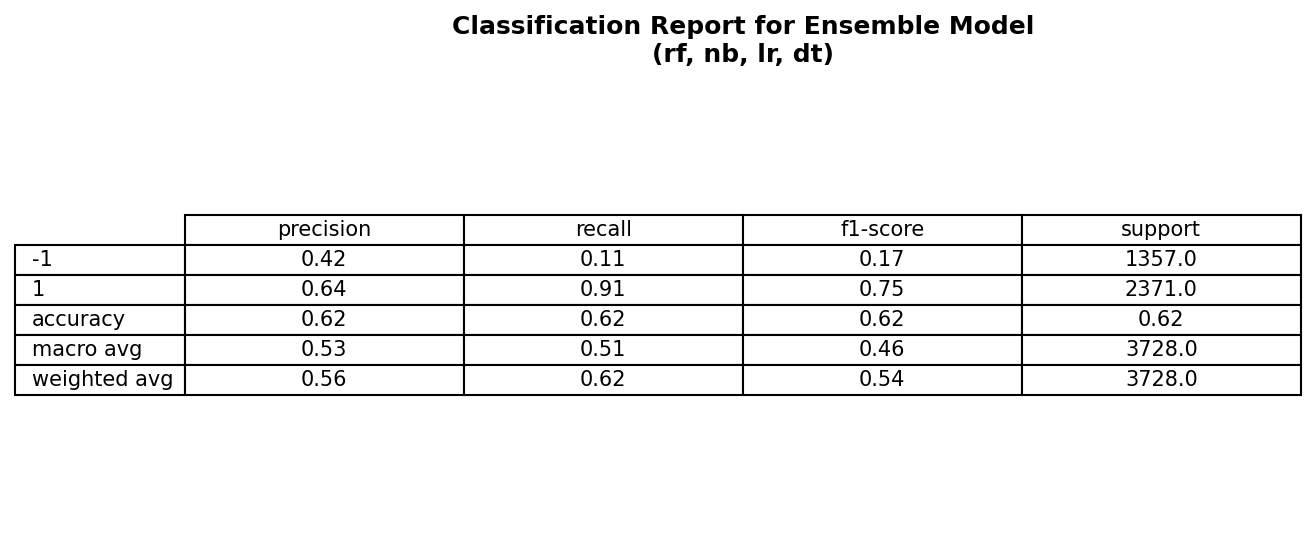 Classification Report for Ensemble Model
(rf, nb, lr, dt)
precision recall f1-score support
-1 0.42 0.11 0.17 1357.0
1 0.64 0.91 0.75 2371.0
accuracy 0.62 0.62 0.62 0.62
macro avg 0.53 0.51 0.46 3728.0
weighted avg 0.56 0.62 0.54 3728.0